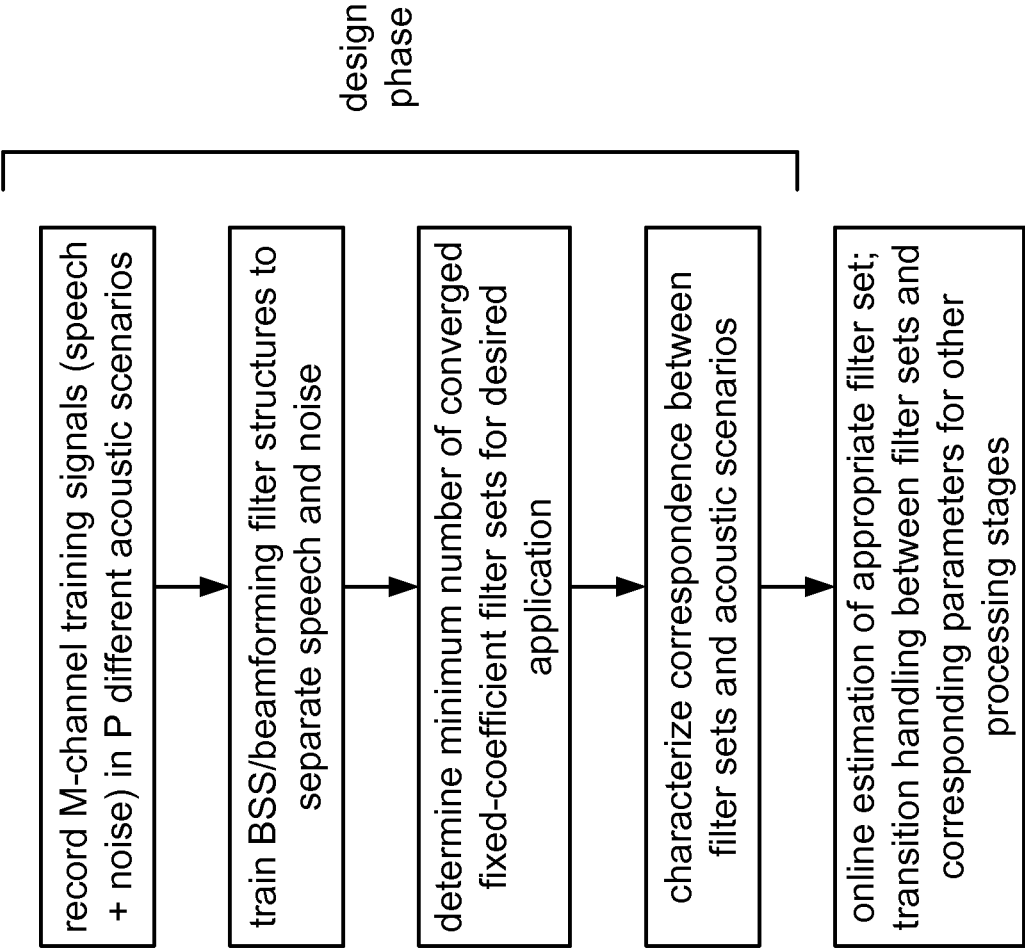 record M-channel training signals (speech
+ noise) in P different acoustic scenarios
train BSS/beamforming filter structures to
separate speech and noise
determine minimum number of converged
fixed-coefficient filter sets for desired
application
characterize correspondence between
filter sets and acoustic scenarios
online estimation of appropriate filter set;
transition handling between filter sets and
corresponding parameters for other
processing stages
design
phase